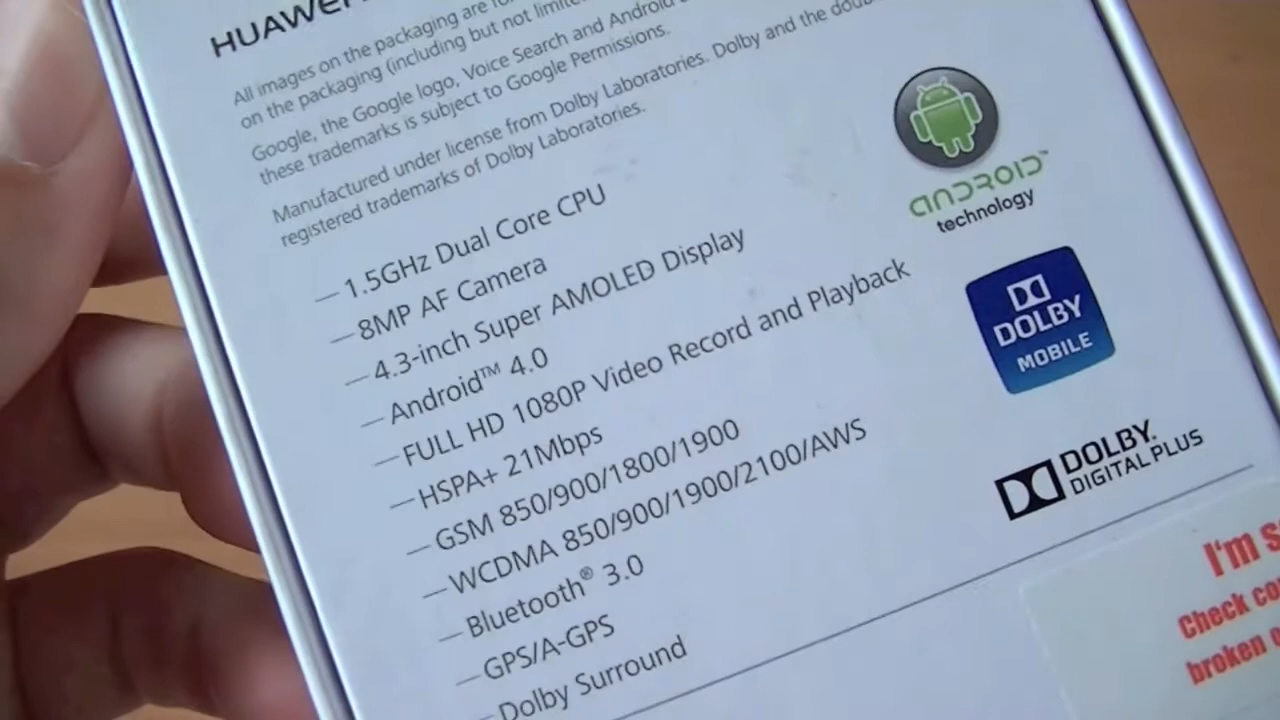 HUAWEI
All images on the packaging are for
on the packaging (including but not limited
Google, the Google logo, Voice Search and Android
these trademarks is subject to Google Permissions.
Manufactured under license from Dolby Laboratories. Dolby and the double
registered trademarks of Dolby Laboratories.
— 1.5GHz Dual Core CPU
— 8MP AF Camera
— 4.3-inch Super AMOLED Display
— Android™ 4.0
— FULL HD 1080P Video Record and Playback
— HSPA+ 21Mbps
— GSM 850/900/1800/1900
— WCDMA 850/900/1900/2100/AWS
— Bluetooth® 3.0
— GPS/A-GPS
— Dolby Surround
ANDROID™
technology
DOLBY
MOBILE
DOLBY.
DIGITAL PLUS
I'm s
Check co
broken